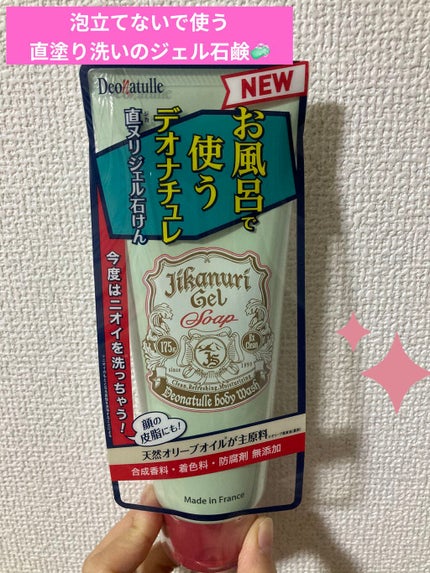 泡立てないで使う
直塗り洗いのジェル石鹸🧼
Deonatulle
NEW
お風呂で
使う
デオナチュレ
直ヌリジェル石けん
今度はニオイを洗っちゃう！
Jikanuri
Gel
Soap
175g
since 1993
Clean, Refreshing, Moisturizing
Deonatulle body Wash
顔の
皮脂にも!
天然オリーブオイルが主原料
合成香料・着色料・防腐剤 無添加
Made in France